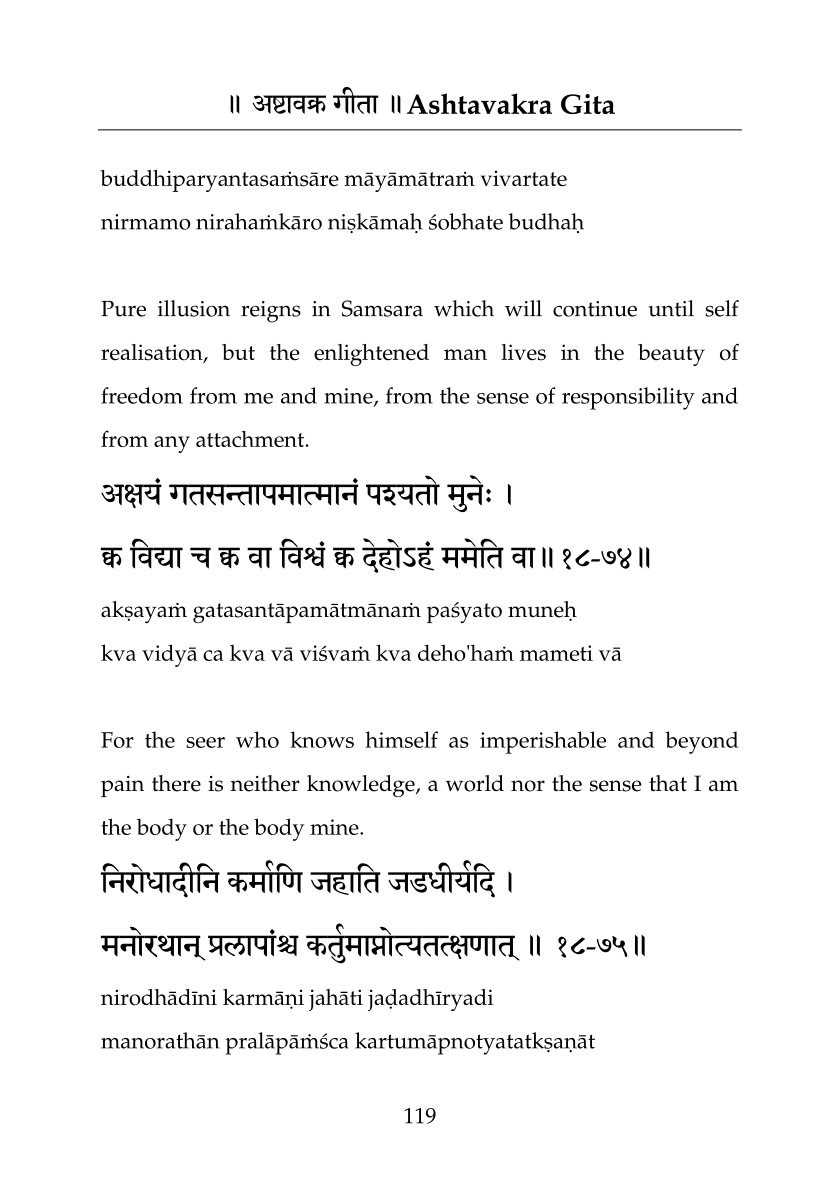 ॥ अष्टावक्र गीता ॥ Ashtavakra Gita
buddhiparyantasaṁsāre māyāmātraṁ vivartate
nirmamo nirahaṁkāro niṣkāmaḥ śobhate budhaḥ
Pure illusion reigns in Samsara which will continue until self
realisation, but the enlightened man lives in the beauty of
freedom from me and mine, from the sense of responsibility and
from any attachment.
अक्षयं गतसन्तापमात्मानं पश्यतो मुनेः ।
क्व विद्या च क्व वा विश्वं क्व देहोऽहं ममेति वा॥ १८-७४॥
akṣayaṁ gatasantāpamātmānaṁ paśyato muneḥ
kva vidyā ca kva vā viśvaṁ kva deho'haṁ mameti vā
For the seer who knows himself as imperishable and beyond
pain there is neither knowledge, a world nor the sense that I am
the body or the body mine.
निरोधादीनि कर्माणि जहाति जडधीर्यदि ।
मनोरथान् प्रलापांश्च कर्तुमाप्नोत्यतत्क्षणात् ॥ १८-७५॥
nirodhādīni karmāṇi jahāti jaḍadhīryadi
manorathān pralāpāṁśca kartumāpnotyatatkṣaṇāt
119